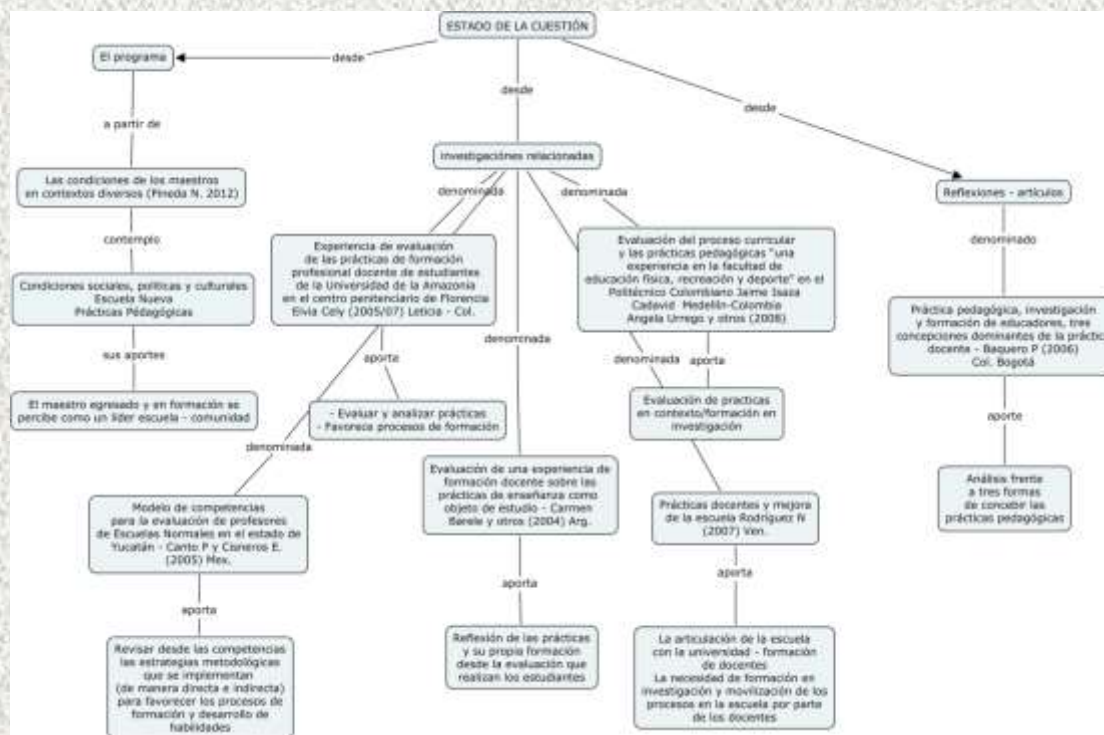 ESTADO DE LA CUESTIÓN
El programa
desde
desde
desde
a partir de
investigaciónes relacionadas
Las condiciones de los maestros
en contextos diversos (Pineda N. 2012)
denominada
denominada
Reflexiones - artículos
contemplo
Experiencia de evaluación
de las prácticas de formación
profesional docente de estudiantes
de la Universidad de la Amazonía
en el centro penitenciario de Florencia
Elvia Cely (2005/07) Leticia - Col.
Evaluación del proceso curricular
y las prácticas pedagógicas "una
experiencia en la facultad de
educación física, recreación y deporte" en el
Politécnico Colombiano Jaime Isaza
Cadavid Medellín-Colombia
Angela Urrego y otros (2008)
denominado
Condiciones sociales, políticas y culturales
Escuela Nueva
Prácticas Pédagógicas
Práctica pedagógica, investigación
y formación de educadores, tres
concepciones dominantes de la práctica
docente - Baquero P (2006)
Col. Bogotá
sus aportes
aporta
denominada
denominada
aporta
El maestro egresado y en formación se
percibe como un líder escuela - comunidad
- Evaluar y analizar prácticas
- Favorece procesos de formación
Evaluación de practicas
en contexto/formación en
investigación
aporte
denominada
Modelo de competencias
para la evaluación de profesores
de Escuelas Normales en el estado de
Yucatán - Canto P y Cisneros E.
(2005) Mex.
Evaluación de una experiencia de
formación docente sobre las
prácticas de enseñanza como
objeto de estudio - Carmen
y otros (2004) Arg.
Prácticas docentes y mejora
de la escuela Rodríguez N
(2007) Ven.
Análisis frente
a tres formas
de concebir las
prácticas pedagógicas
aporta
aporta
aporta
Revisar desde las competencias
las estrategias metodológicas
que se implementan
(de manera directa e indirecta)
para favorecer los procesos de
formación y desarrollo de
habilidades
Reflexión de las prácticas
y su propia formación
desde la evaluación que
realizan los estudiantes
La articulación de la escuela
con la universidad - formación
de docentes
La necesidad de formación en
investigación y movilización de los
procesos en la escuela por parte
de los docentes